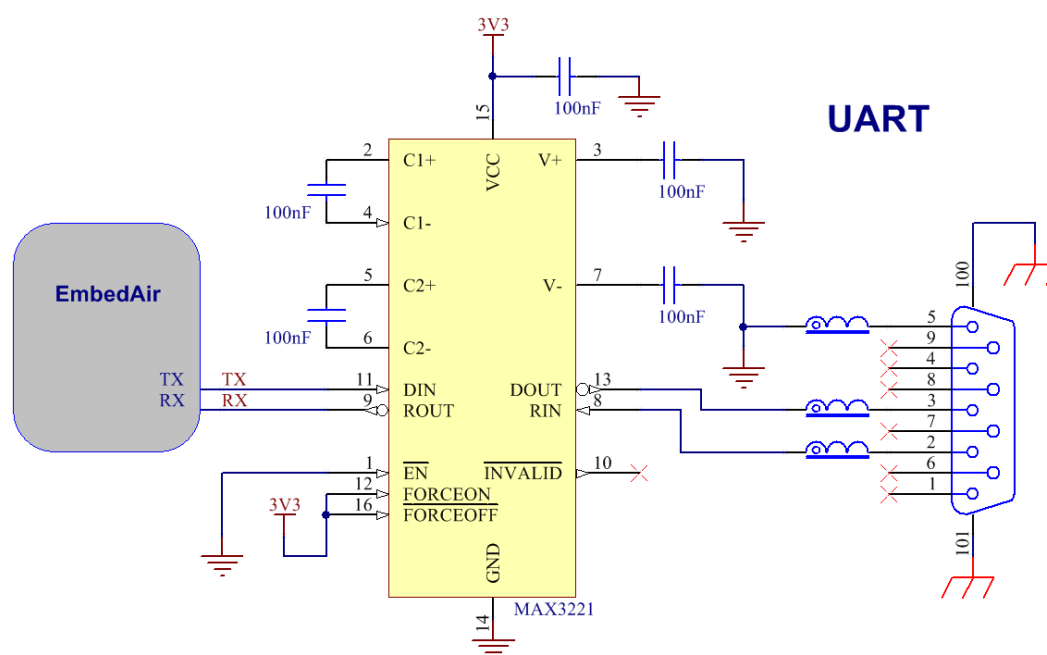 3V3
100nF
UART
15
VCC
2 C1+ V+ 3
100nF 100nF
4 C1-
EmbedAir
5 C2+ V- 7
100nF 100nF
6 C2-
TX TX 11 DIN DOUT 13
RX RX 9 ROUT RIN 8
1 EN INVALID 10
12 FORCEON
3V3 16 FORCEOFF
GND
14
MAX3221
100
5
9
4
8
3
7
2
6
1
101